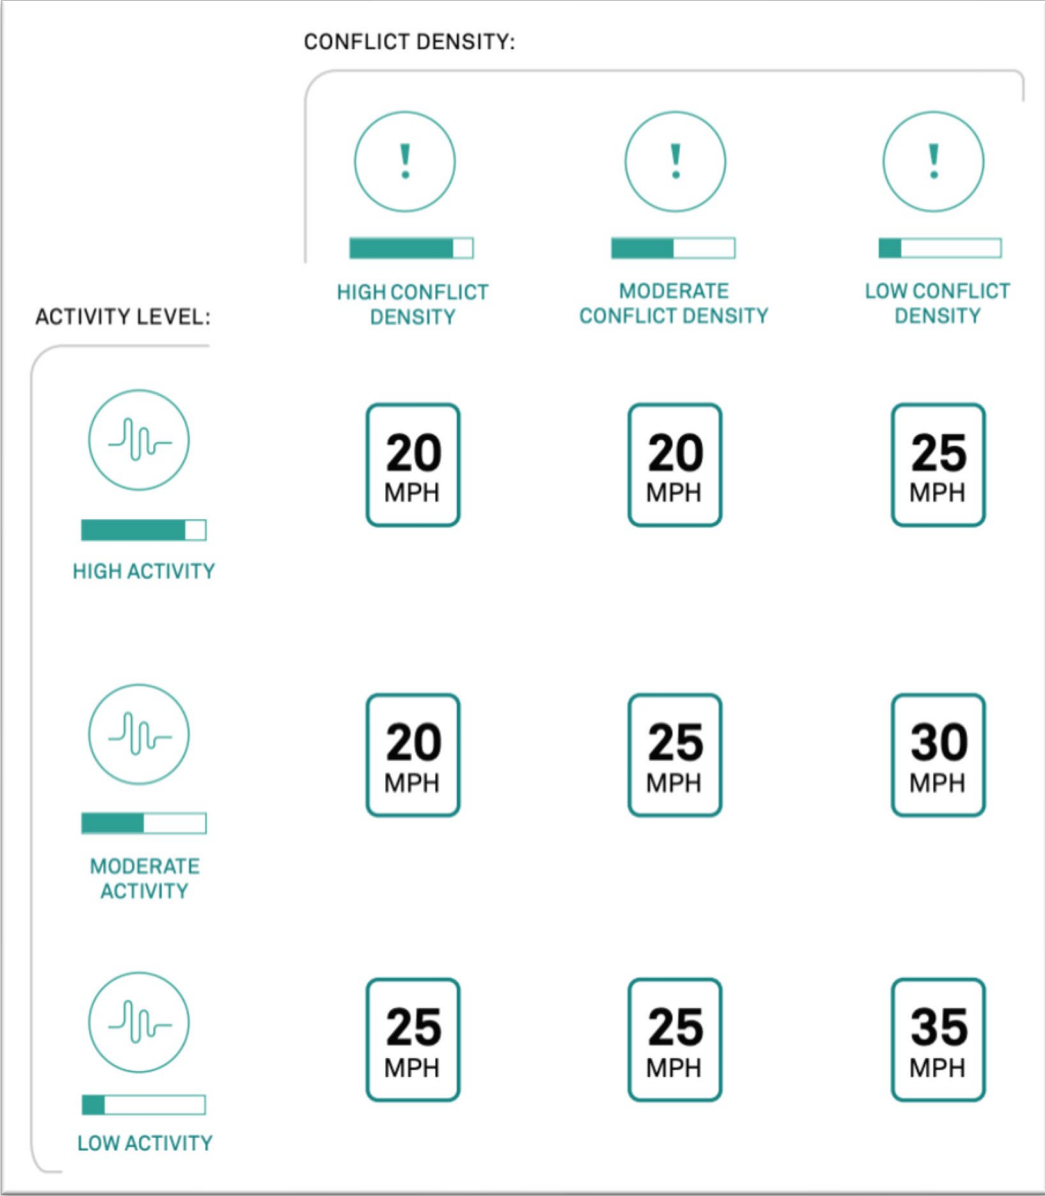 CONFLICT DENSITY:
HIGH CONFLICT
DENSITY
MODERATE
CONFLICT DENSITY
LOW CONFLICT
DENSITY
ACTIVITY LEVEL:
HIGH ACTIVITY
20
MPH
20
MPH
25
MPH
MODERATE
ACTIVITY
20
MPH
25
MPH
30
MPH
LOW ACTIVITY
25
MPH
25
MPH
35
MPH